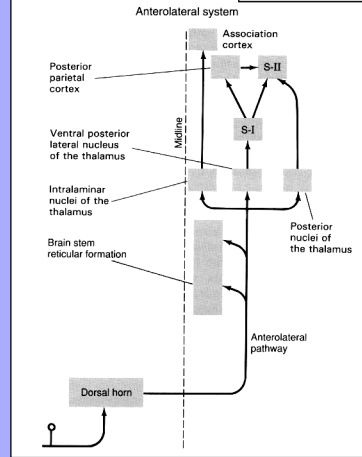 Anterolateral system
Association
cortex
Posterior
parietal
cortex
S-II
Midline
S-I
Ventral posterior
lateral nucleus
of the thalamus
Intralaminar
nuclei of the
thalamus
Posterior
nuclei of
the thalamus
Brain stem
reticular formation
Anterolateral
pathway
Dorsal horn